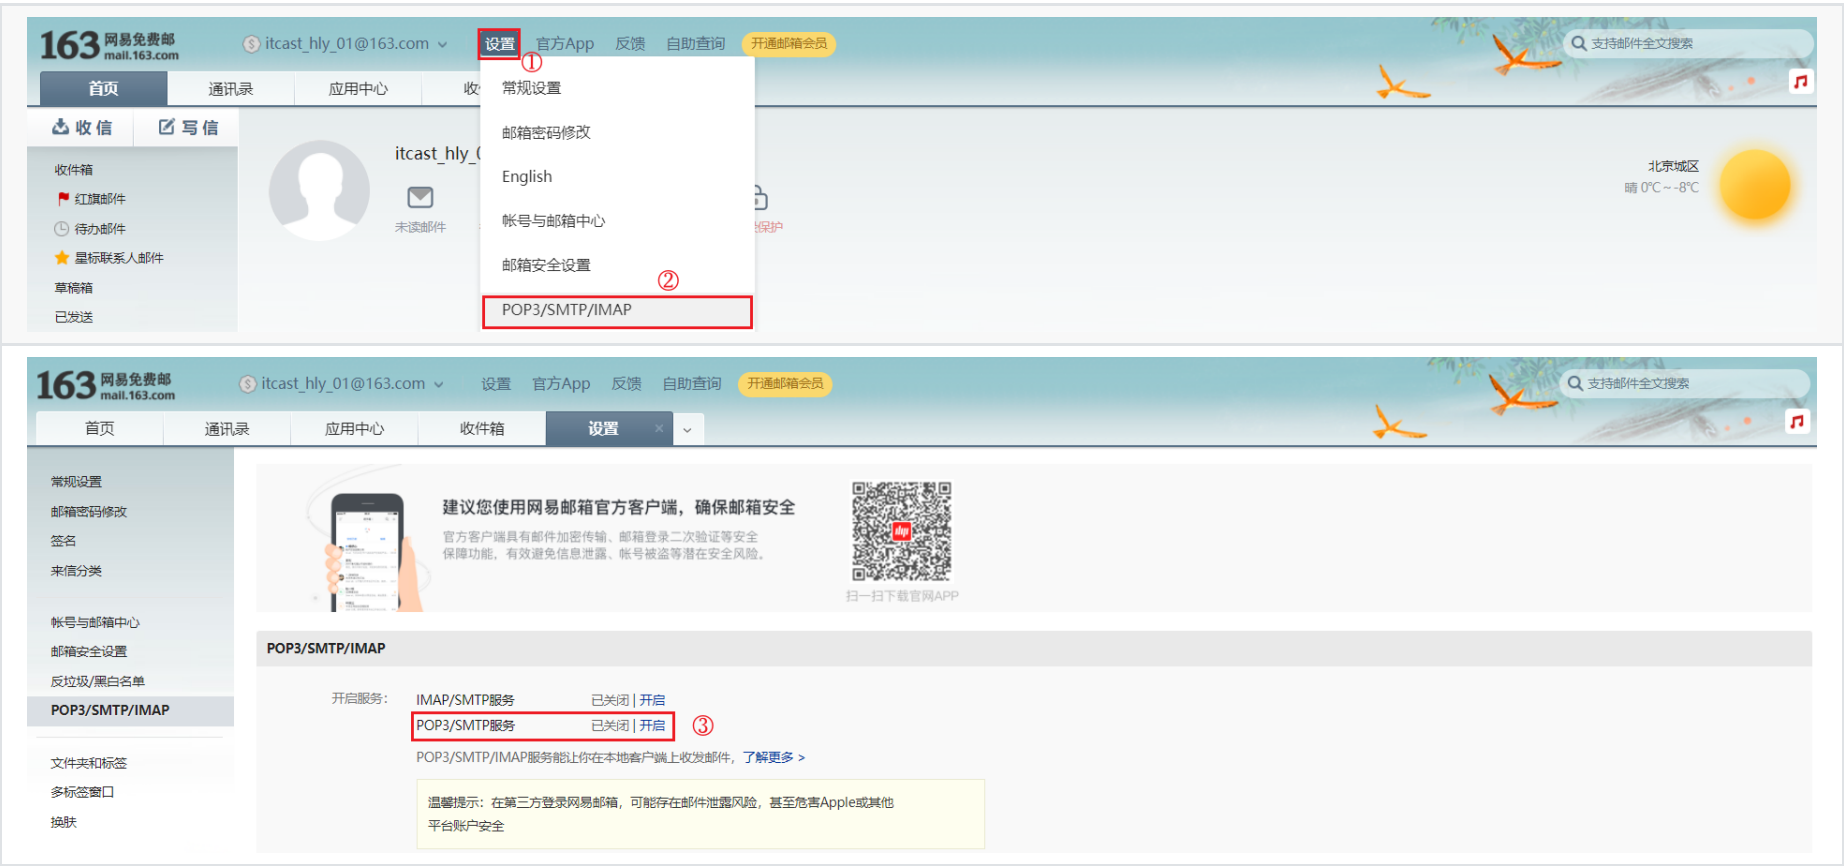 163 网易免费邮
mail.163.com
itcast_hly_01@163.com
设置 官方App 反馈 自助查询 开通邮箱会员
支持邮件全文搜索
①
首页 通讯录 应用中心 收
常规设置
邮箱密码修改
English
帐号与邮箱中心
邮箱安全设置
②
POP3/SMTP/IMAP
收信 写信
收件箱
红旗邮件
待办邮件
星标联系人邮件
草稿箱
已发送
itcast_hly_
未读邮件
保护
北京城区
晴 0℃~-8℃
163 网易免费邮
mail.163.com
itcast_hly_01@163.com
设置 官方App 反馈 自助查询 开通邮箱会员
支持邮件全文搜索
首页 通讯录 应用中心 收件箱 设置 ×
常规设置
邮箱密码修改
签名
来信分类
帐号与邮箱中心
邮箱安全设置
反垃圾/黑白名单
POP3/SMTP/IMAP
文件夹和标签
多标签窗口
换肤
建议您使用网易邮箱官方客户端，确保邮箱安全
官方客户端具有邮件加密传输、邮箱登录二次验证等安全
保障功能，有效避免信息泄露、帐号被盗等潜在安全风险。
扫一扫下载官网APP
POP3/SMTP/IMAP
开启服务： IMAP/SMTP服务 已关闭 | 开启
POP3/SMTP服务 已关闭 | 开启 ③
POP3/SMTP/IMAP服务能让你在本地客户端上收发邮件，了解更多 >
温馨提示：在第三方登录网易邮箱，可能存在邮件泄露风险，甚至危害Apple或其他
平台账户安全